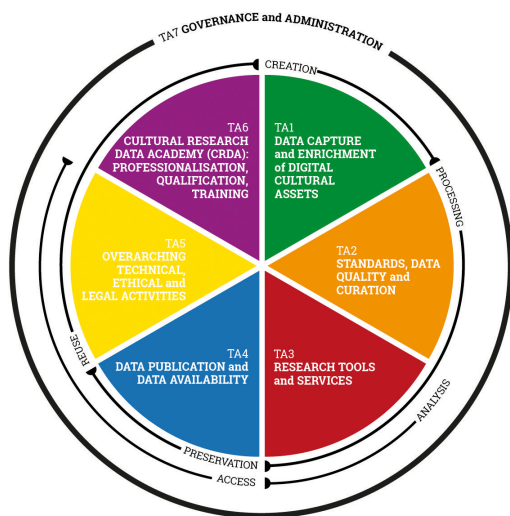 TA7 GOVERNANCE and ADMINISTRATION
CREATION
TA6
CULTURAL RESEARCH
DATA ACADEMY (CRDA):
PROFESSIONALISATION,
QUALIFICATION,
TRAINING
TA1
DATA CAPTURE
and ENRICHMENT
of DIGITAL
CULTURAL
ASSETS
PROCESSING
TA5
OVERARCHING
TECHNICAL,
ETHICAL and
LEGAL ACTIVITIES
TA2
STANDARDS, DATA
QUALITY and
CURATION
REUSE
TA4
DATA PUBLICATION and
DATA AVAILABILITY
TA3
RESEARCH TOOLS
and SERVICES
ANALYSIS
PRESERVATION
ACCESS